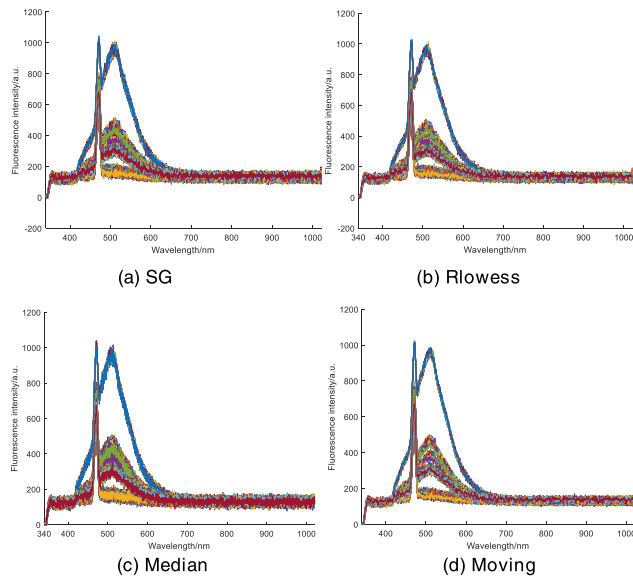 1200
1000
800
600
400
200
0
-200
Fluorescence intensity/a.u.
400 500 600 700 800 900 1000
Wavelength/nm
(a) SG
1200
1000
800
600
400
200
0
-200
Fluorescence intensity/a.u.
340 400 500 600 700 800 900 1000
Wavelength/nm
(b) Rlowess
1200
1000
800
600
400
200
0
Fluorescence intensity/a.u.
340 400 500 600 700 800 900 1000
Wavelength/nm
(c) Median
1200
1000
800
600
400
200
0
Fluorescence intensity/a.u.
400 500 600 700 800 900 1000
Wavelength/nm
(d) Moving